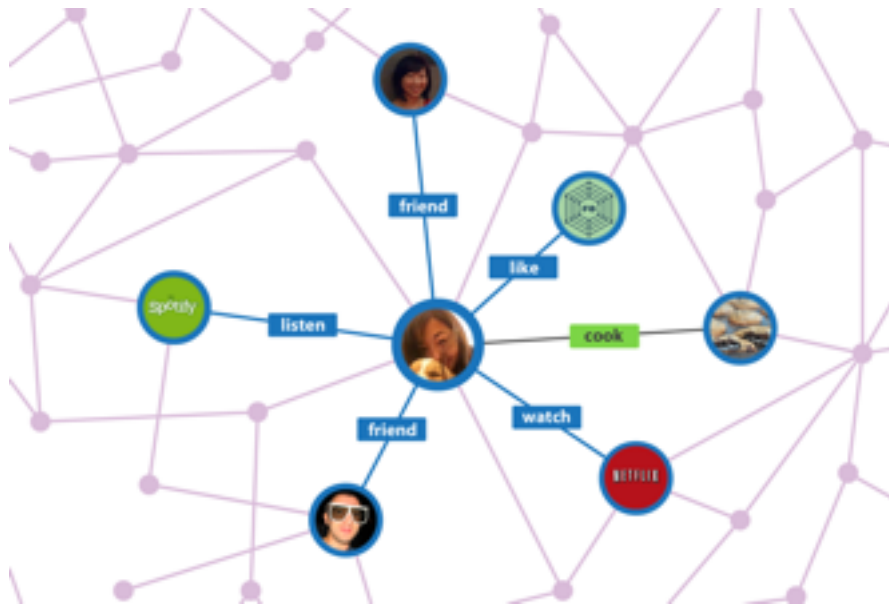 friend
like
Spotify
listen
cook
watch
friend
NETFLIX